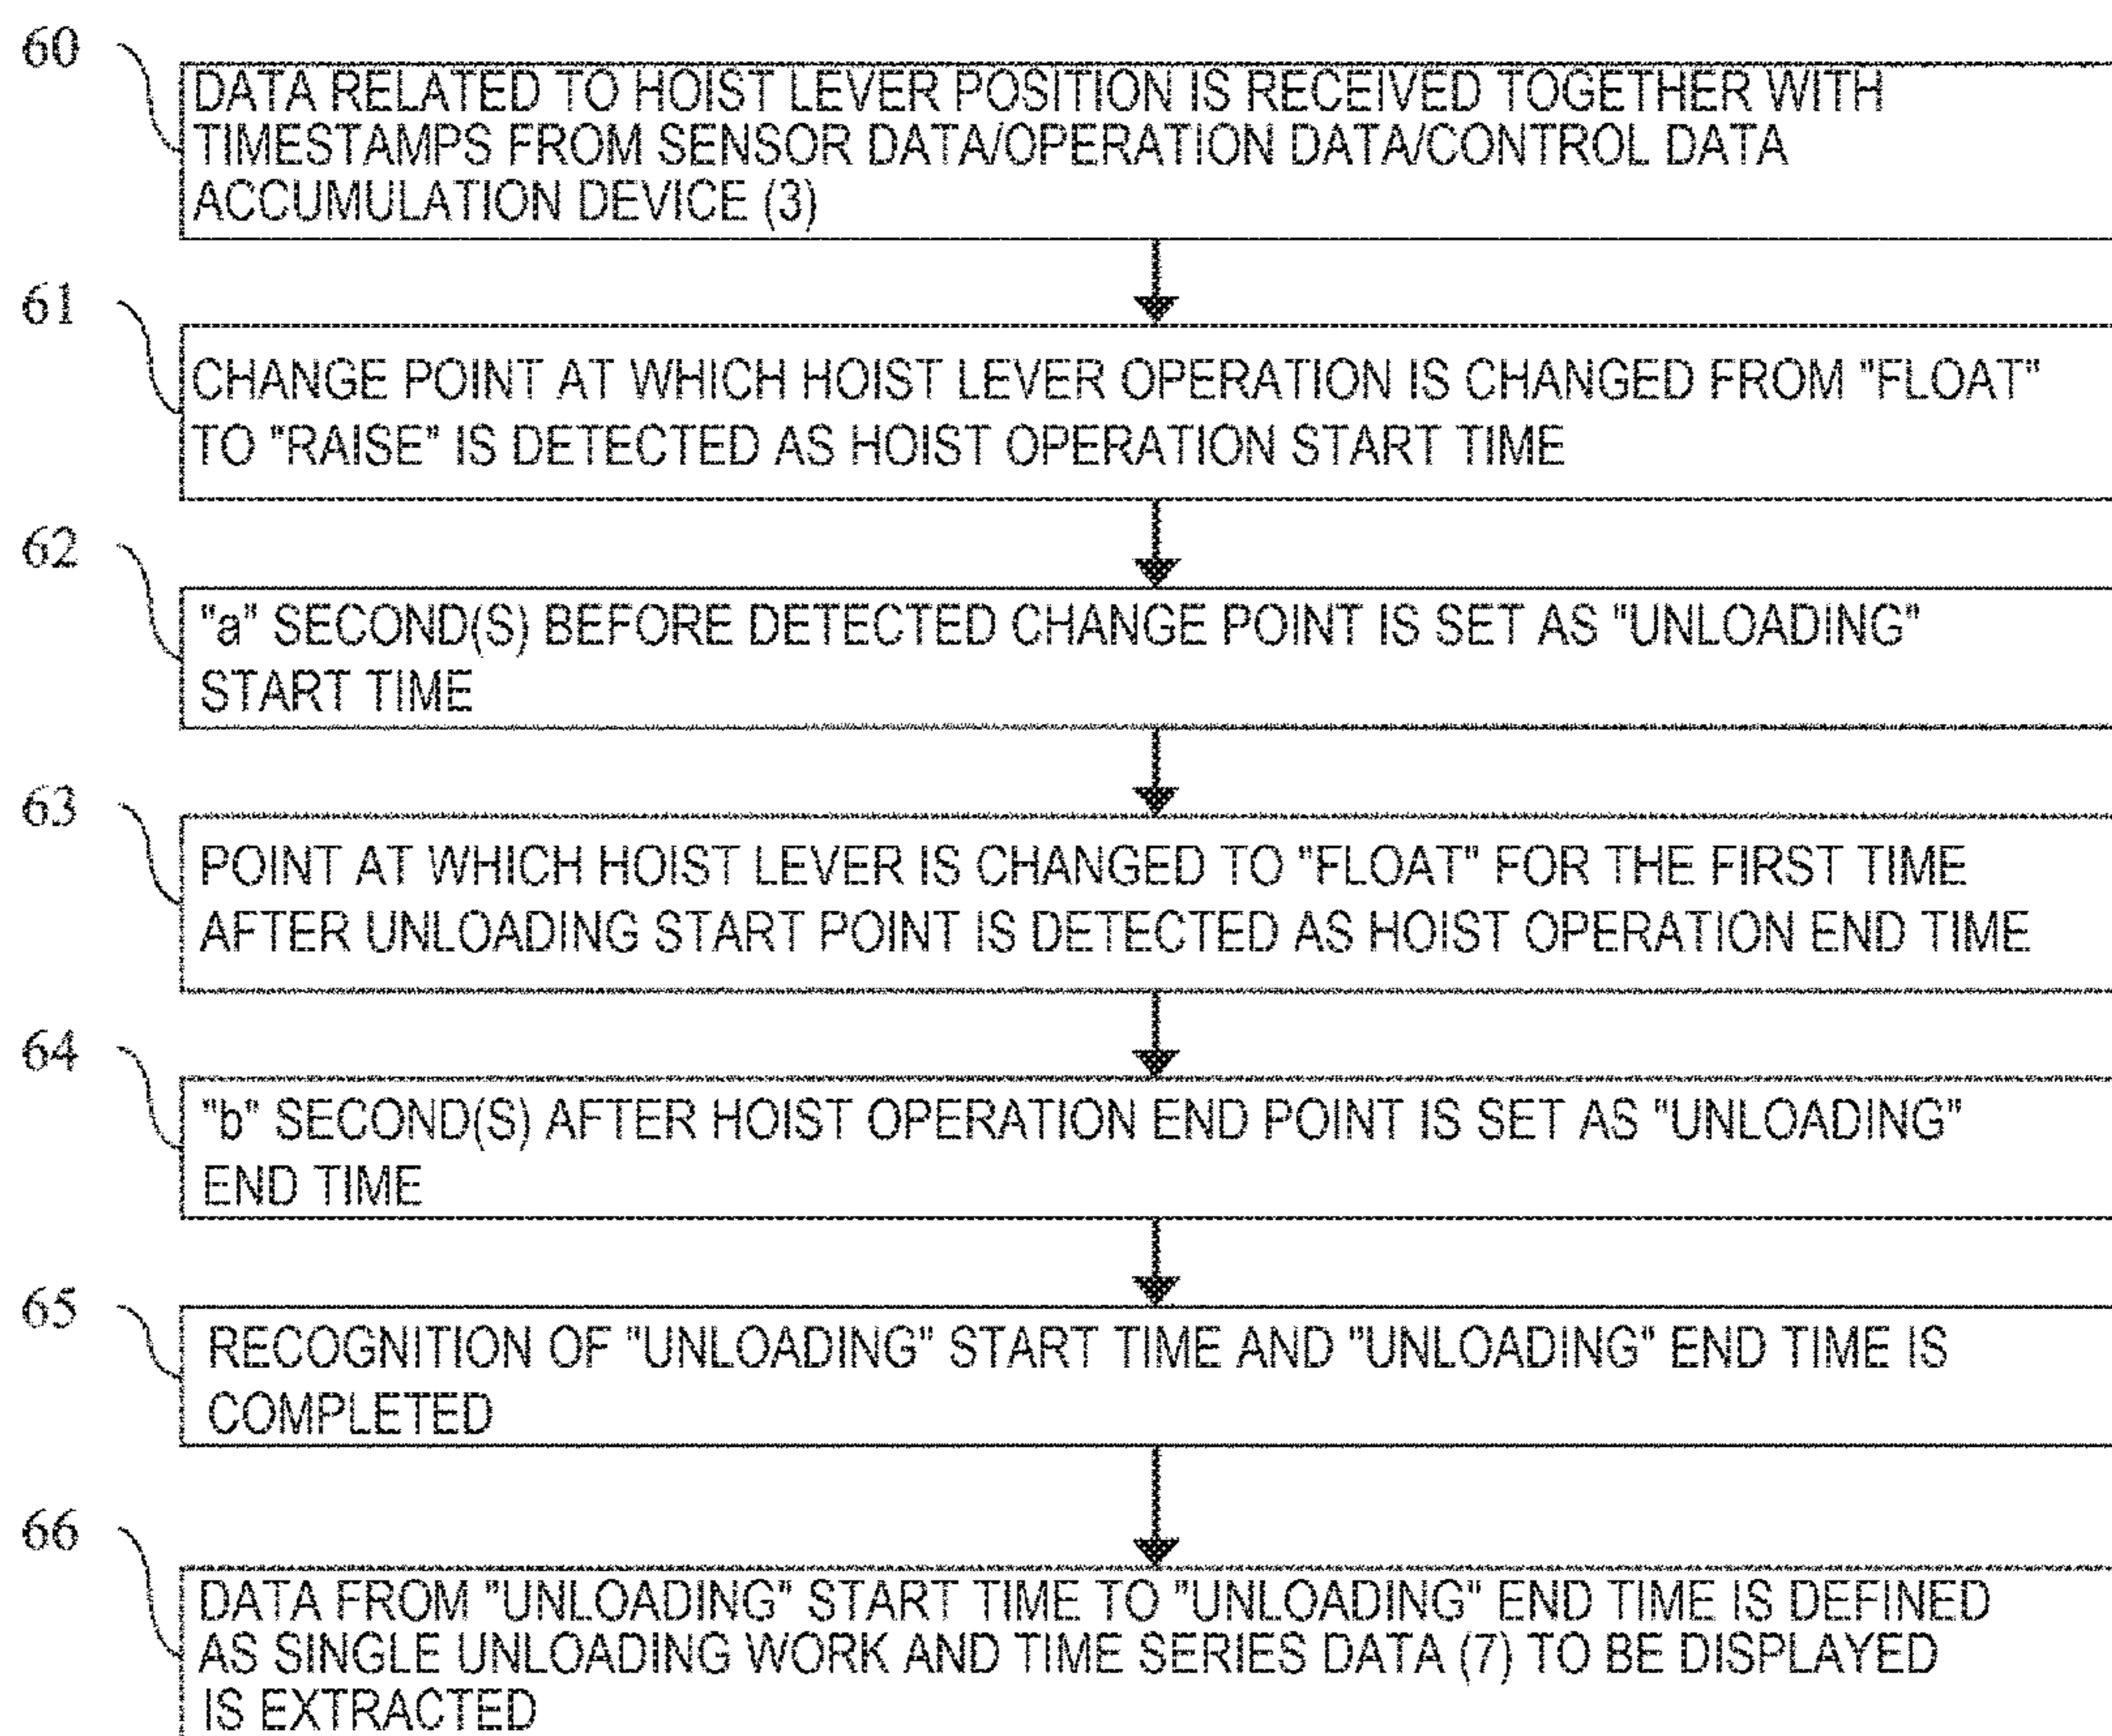 60
DATA RELATED TO HOIST LEVER POSITION IS RECEIVED TOGETHER WITH
TIMESTAMPS FROM SENSOR DATA/OPERATION DATA/CONTROL DATA
ACCUMULATION DEVICE (3)
61
CHANGE POINT AT WHICH HOIST LEVER OPERATION IS CHANGED FROM "FLOAT"
TO "RAISE" IS DETECTED AS HOIST OPERATION START TIME
62
"a" SECOND(S) BEFORE DETECTED CHANGE POINT IS SET AS "UNLOADING"
START TIME
63
POINT AT WHICH HOIST LEVER IS CHANGED TO "FLOAT" FOR THE FIRST TIME
AFTER UNLOADING START POINT IS DETECTED AS HOIST OPERATION END TIME
64
"b" SECOND(S) AFTER HOIST OPERATION END POINT IS SET AS "UNLOADING"
END TIME
65
RECOGNITION OF "UNLOADING" START TIME AND "UNLOADING" END TIME IS
COMPLETED
66
DATA FROM "UNLOADING" START TIME TO "UNLOADING" END TIME IS DEFINED
AS SINGLE UNLOADING WORK AND TIME SERIES DATA (7) TO BE DISPLAYED
IS EXTRACTED